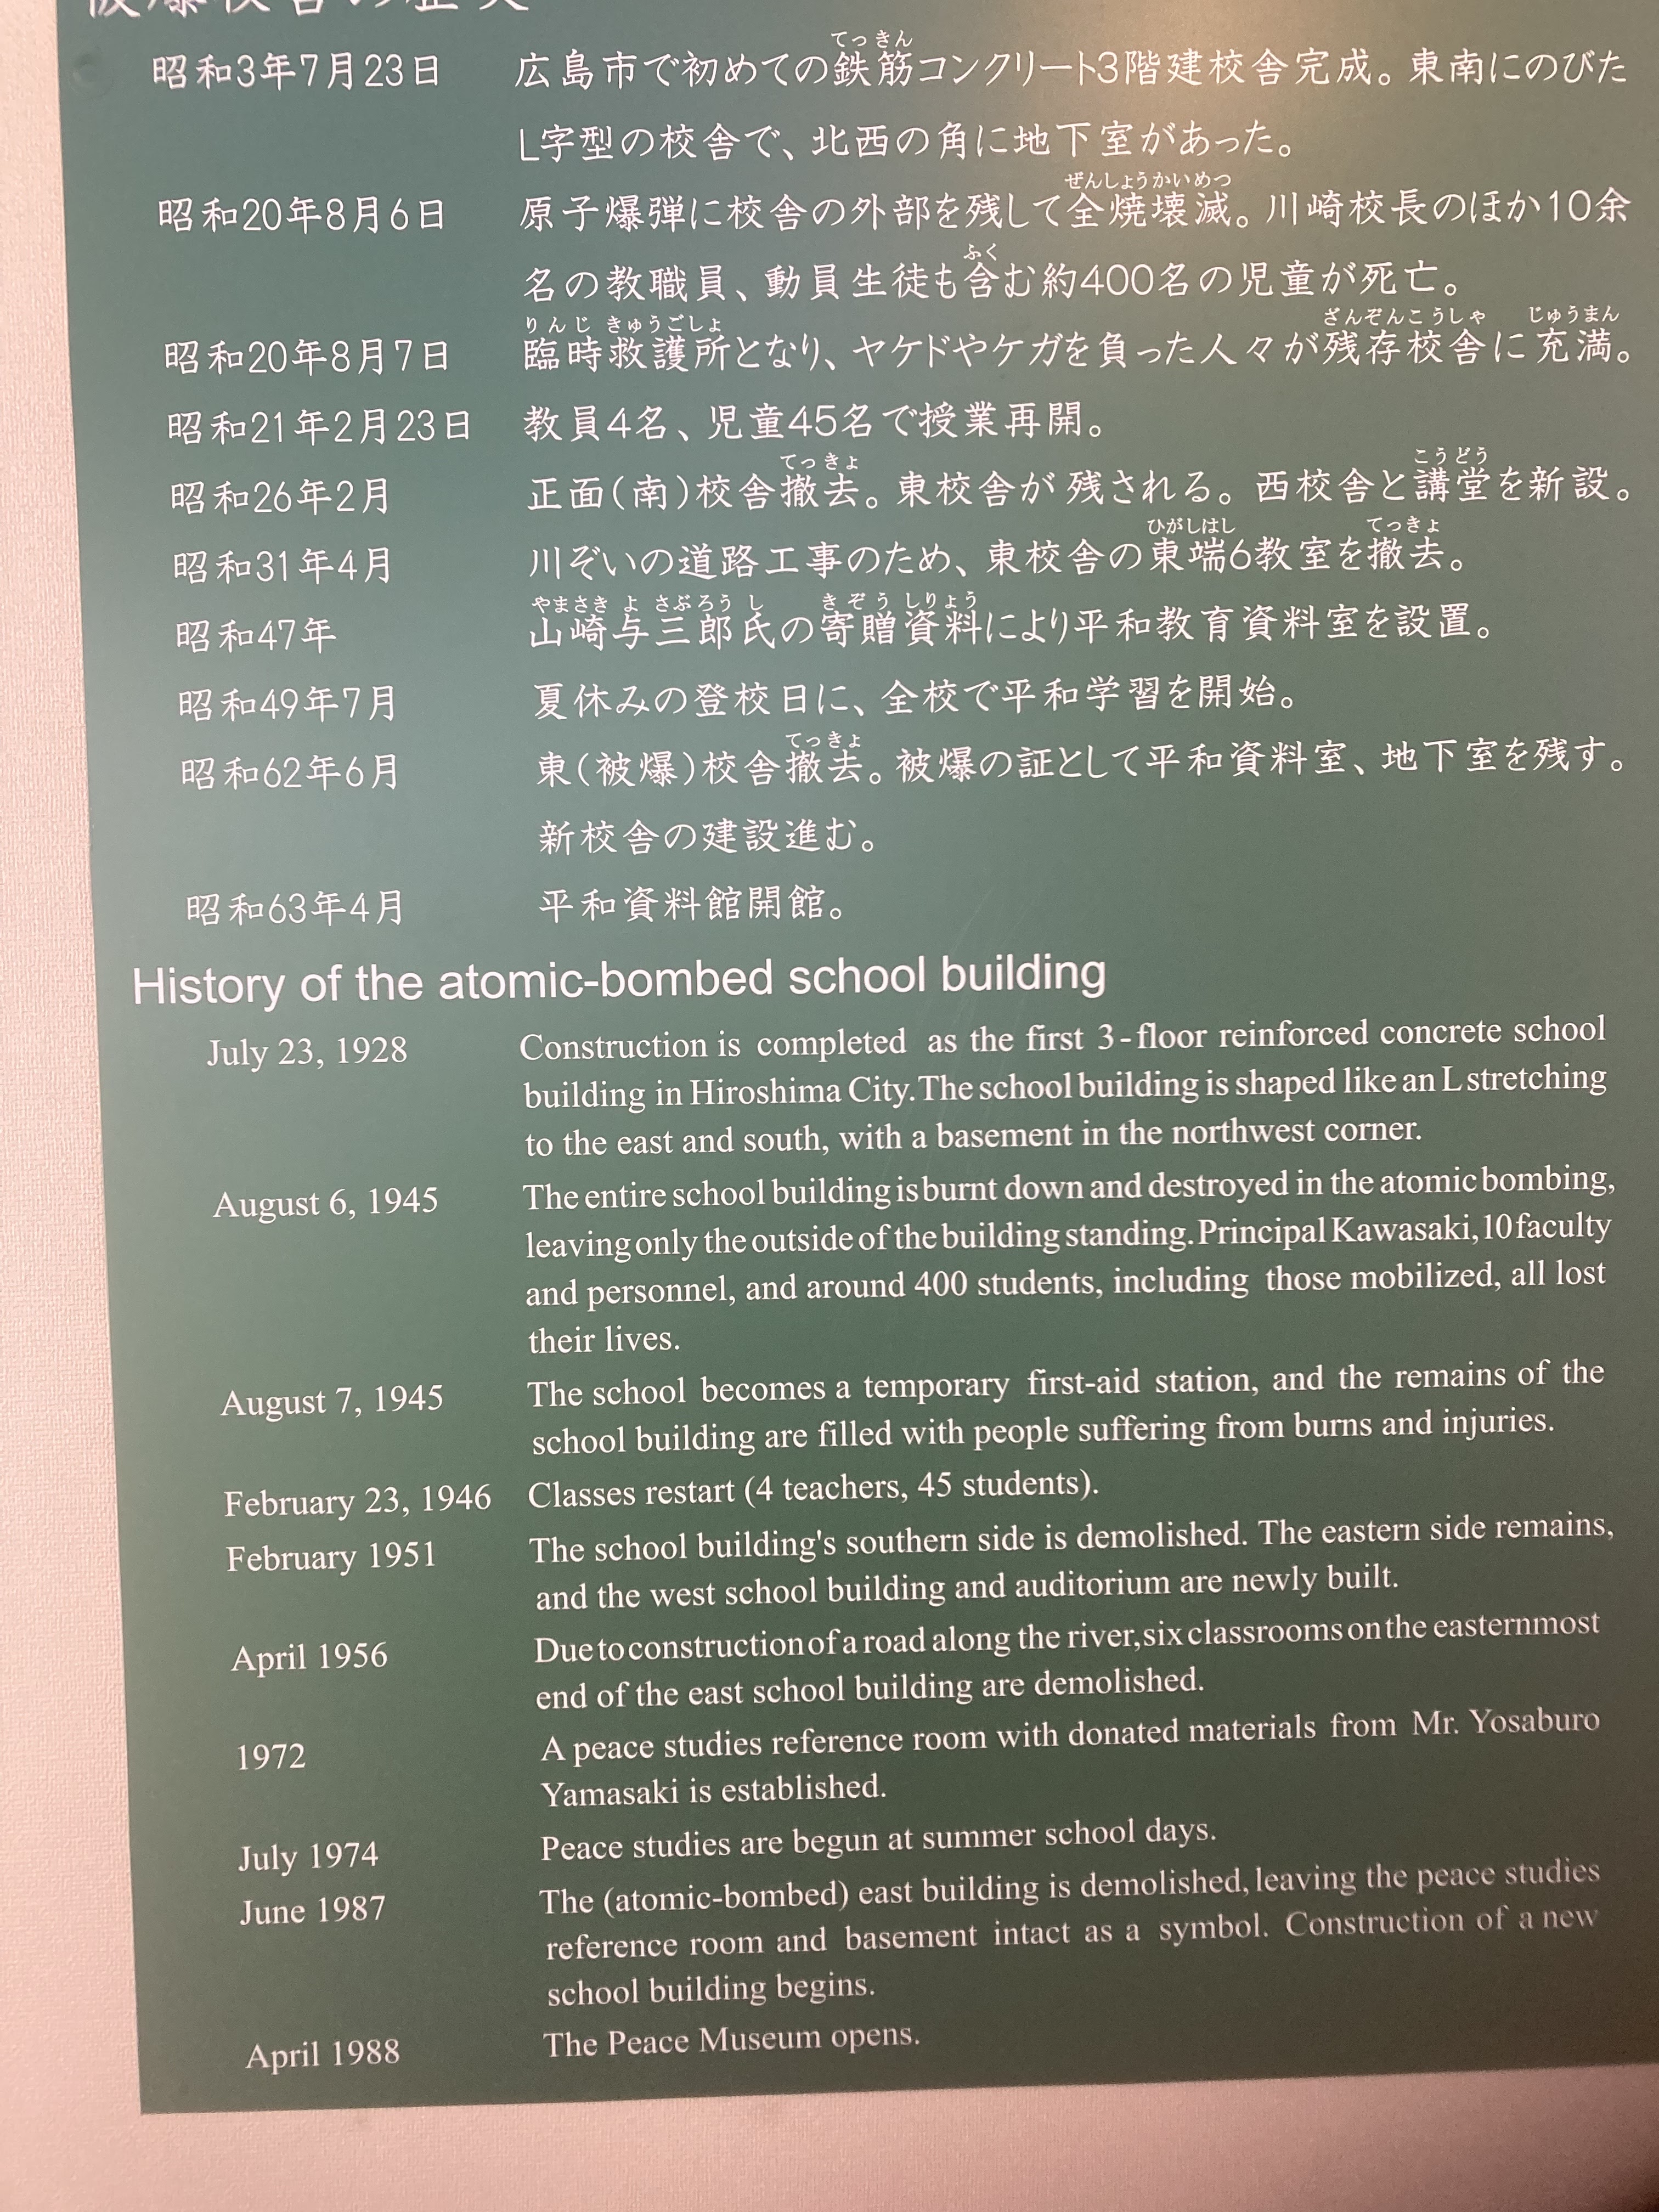 昭和3年7月23日 広島市で初めての鉄筋コンクリート3階建校舎完成。東南にのびた
てっきん
L字型の校舎で、北西の角に地下室があった。
昭和20年8月6日 原子爆弾に校舎の外部を残して全焼壊滅。川崎校長のほか10余
ぜんしょうかいめつ
名の教職員、動員生徒も含む約400名の児童が死亡。
ふく
昭和20年8月7日 臨時救護所となり、ヤケドやケガを負った人々が残存校舎に充満。
りんじ きゅうごしょ ざんぞんこうしゃ じゅうまん
昭和21年2月23日 教員4名、児童45名で授業再開。
昭和26年2月 正面(南)校舎撤去。東校舎が残される。西校舎と講堂を新設。
てっきょ こうどう
昭和31年4月 川ぞいの道路工事のため、東校舎の東端6教室を撤去。
ひがしはし てっきょ
昭和47年 山崎与三郎氏の寄贈資料により平和教育資料室を設置。
やまさき よ さぶろう し きぞう しりょう
昭和49年7月 夏休みの登校日に、全校で平和学習を開始。
昭和62年6月 東(被爆)校舎撤去。被爆の証として平和資料室、地下室を残す。
てっきょ
新校舎の建設進む。
昭和63年4月 平和資料館開館。
History of the atomic-bombed school building
July 23, 1928 Construction is completed as the first 3-floor reinforced concrete school
building in Hiroshima City. The school building is shaped like an L stretching
to the east and south, with a basement in the northwest corner.
August 6, 1945 The entire school building is burnt down and destroyed in the atomic bombing,
leaving only the outside of the building standing. Principal Kawasaki, 10 faculty
and personnel, and around 400 students, including those mobilized, all lost
their lives.
August 7, 1945 The school becomes a temporary first-aid station, and the remains of the
school building are filled with people suffering from burns and injuries.
February 23, 1946 Classes restart (4 teachers, 45 students).
February 1951 The school building's southern side is demolished. The eastern side remains,
and the west school building and auditorium are newly built.
April 1956 Due to construction of a road along the river, six classrooms on the easternmost
end of the east school building are demolished.
1972 A peace studies reference room with donated materials from Mr. Yosaburo
Yamasaki is established.
July 1974 Peace studies are begun at summer school days.
June 1987 The (atomic-bombed) east building is demolished, leaving the peace studies
reference room and basement intact as a symbol. Construction of a new
school building begins.
April 1988 The Peace Museum opens.